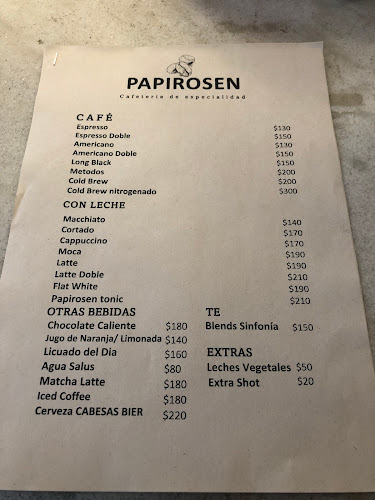 PAPIROSEN
Cafetería de especialidad
CAFÉ
Espresso $130
Espresso Doble $150
Americano $130
Americano Doble $150
Long Black $150
Metodos $200
Cold Brew $200
Cold Brew nitrogenado $300
CON LECHE
Macchiato $140
Cortado $170
Cappuccino $170
Moca $190
Latte $190
Latte Doble $210
Flat White $190
Papirosen tonic $210
OTRAS BEBIDAS
Chocolate Caliente $180
Jugo de Naranja/ Limonada $140
Licuado del Dia $160
Agua Salus $80
Matcha Latte $180
Iced Coffee $180
Cerveza CABESAS BIER $220
TE
Blends Sinfonía $150
EXTRAS
Leches Vegetales $50
Extra Shot $20